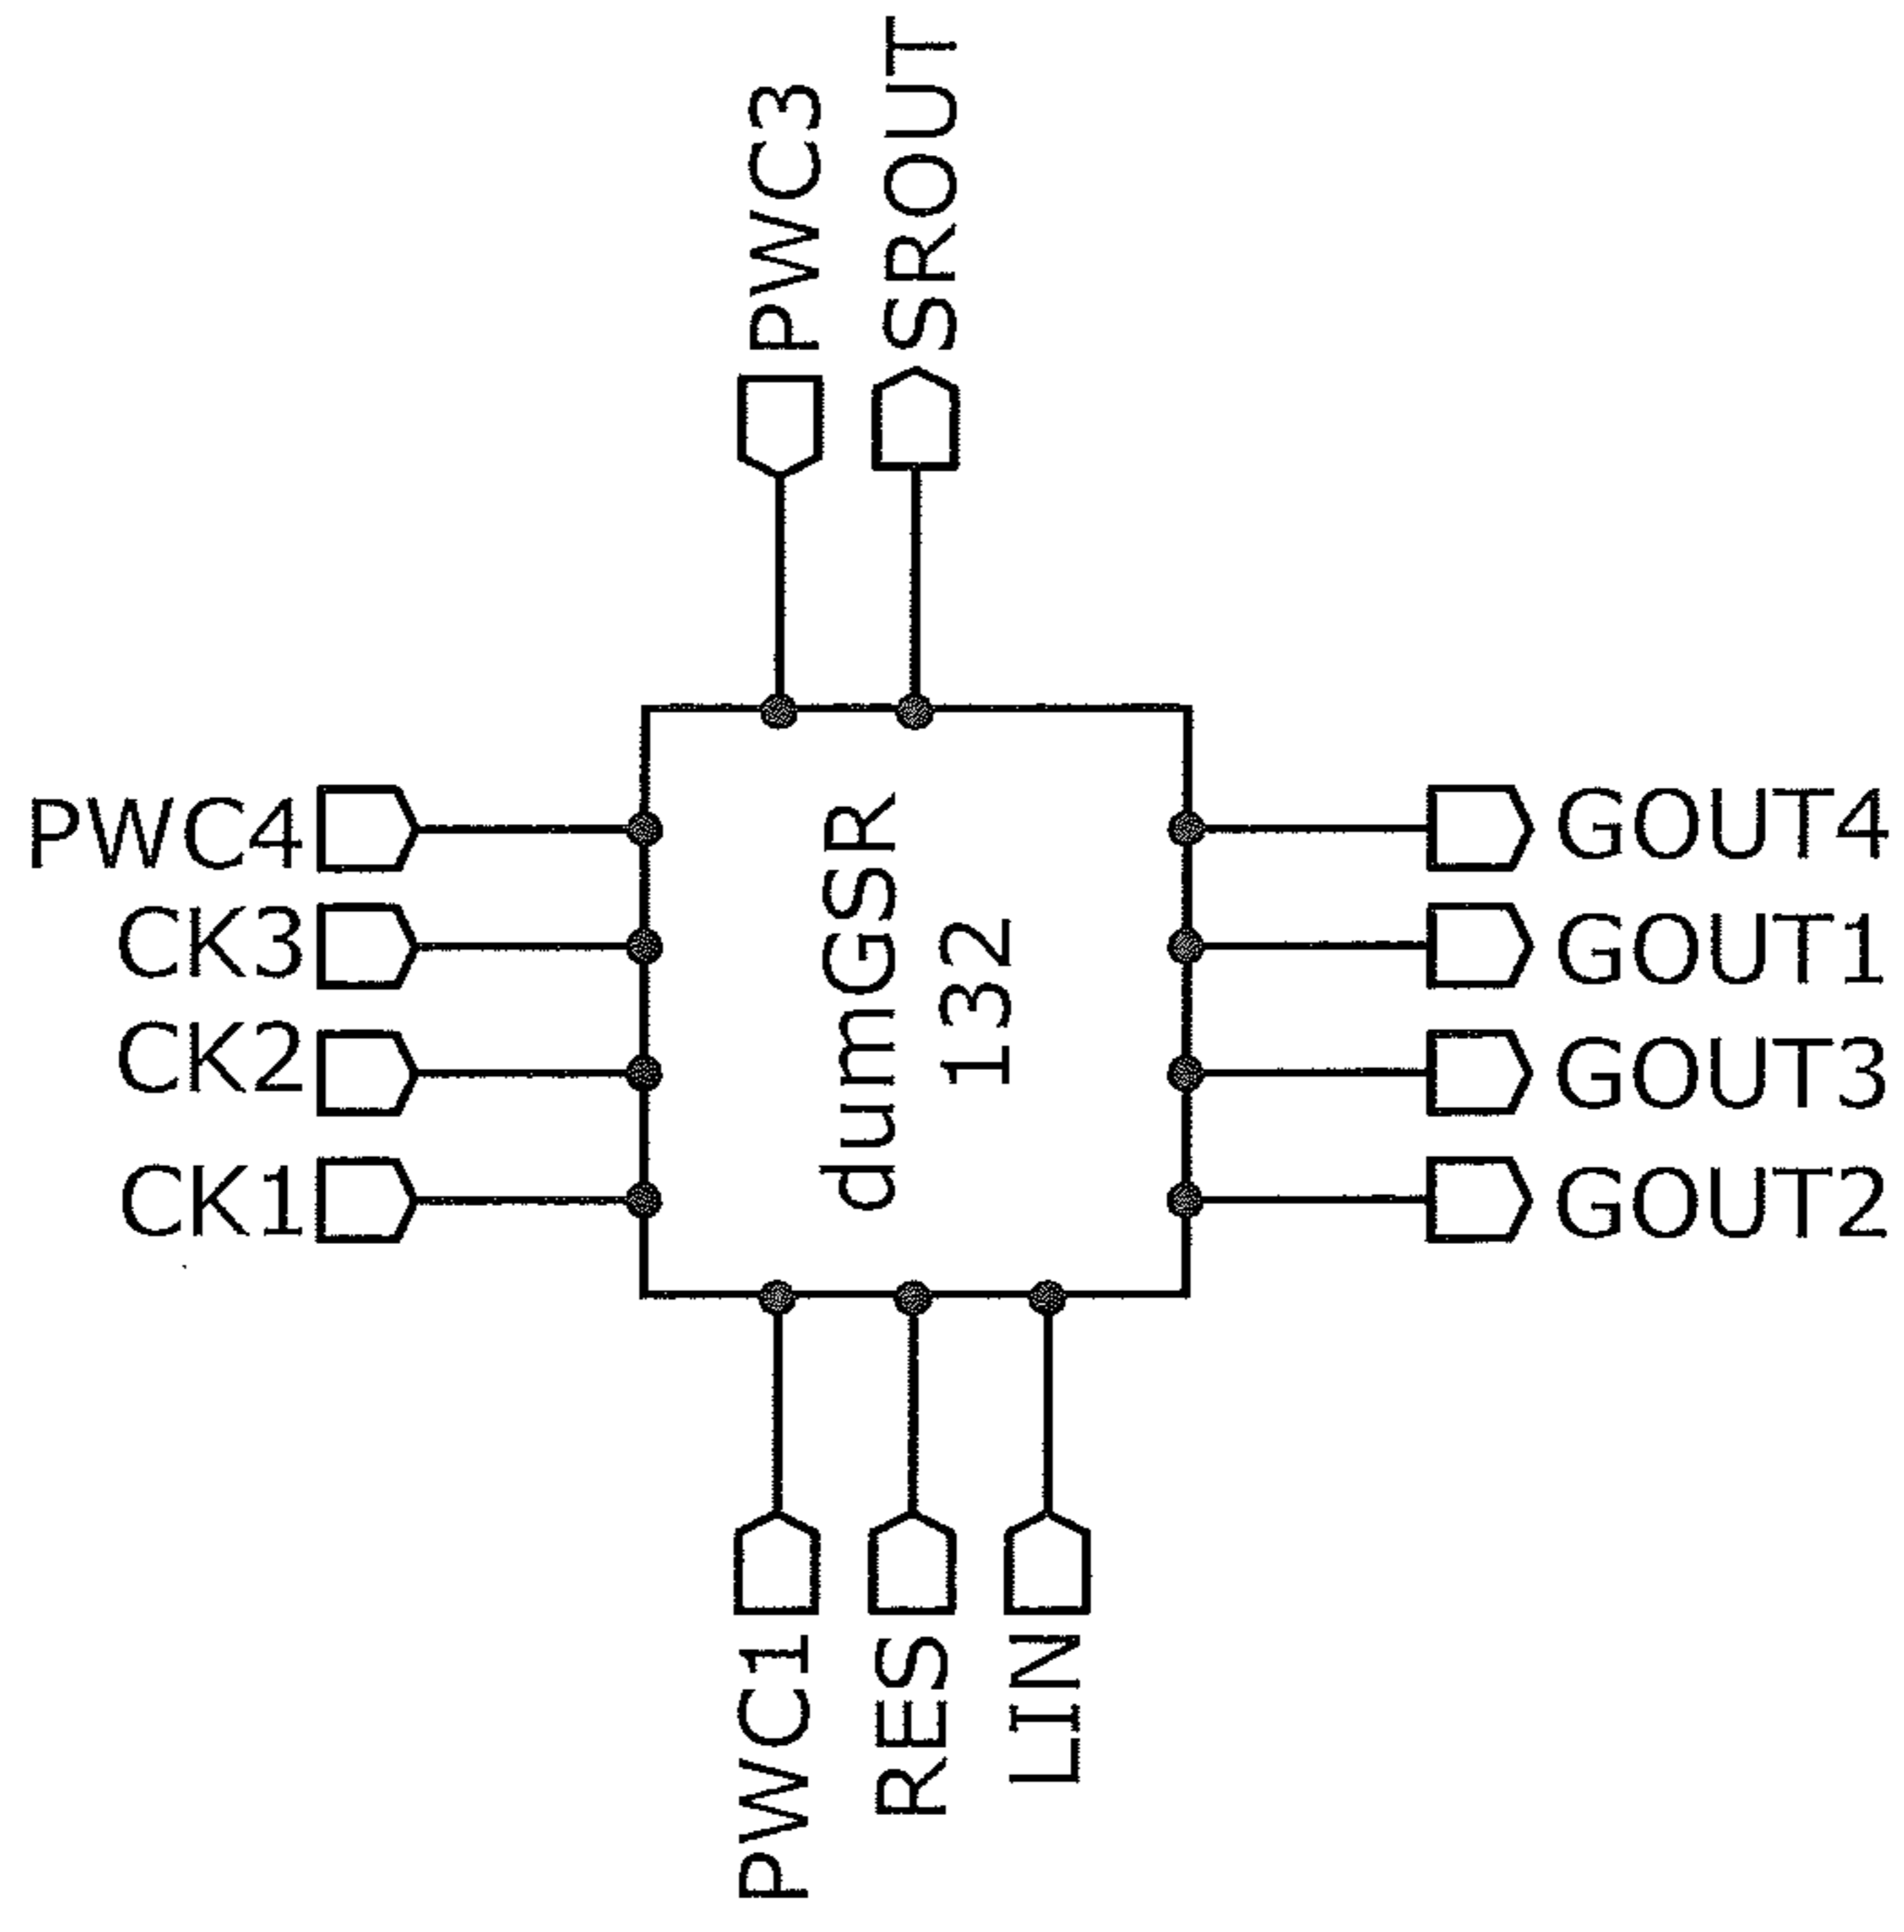 PWC3
SROUT
PWC4
CK3
CK2
CK1
dumGSR
132
GOUT4
GOUT1
GOUT3
GOUT2
PWC1
RES
LIN